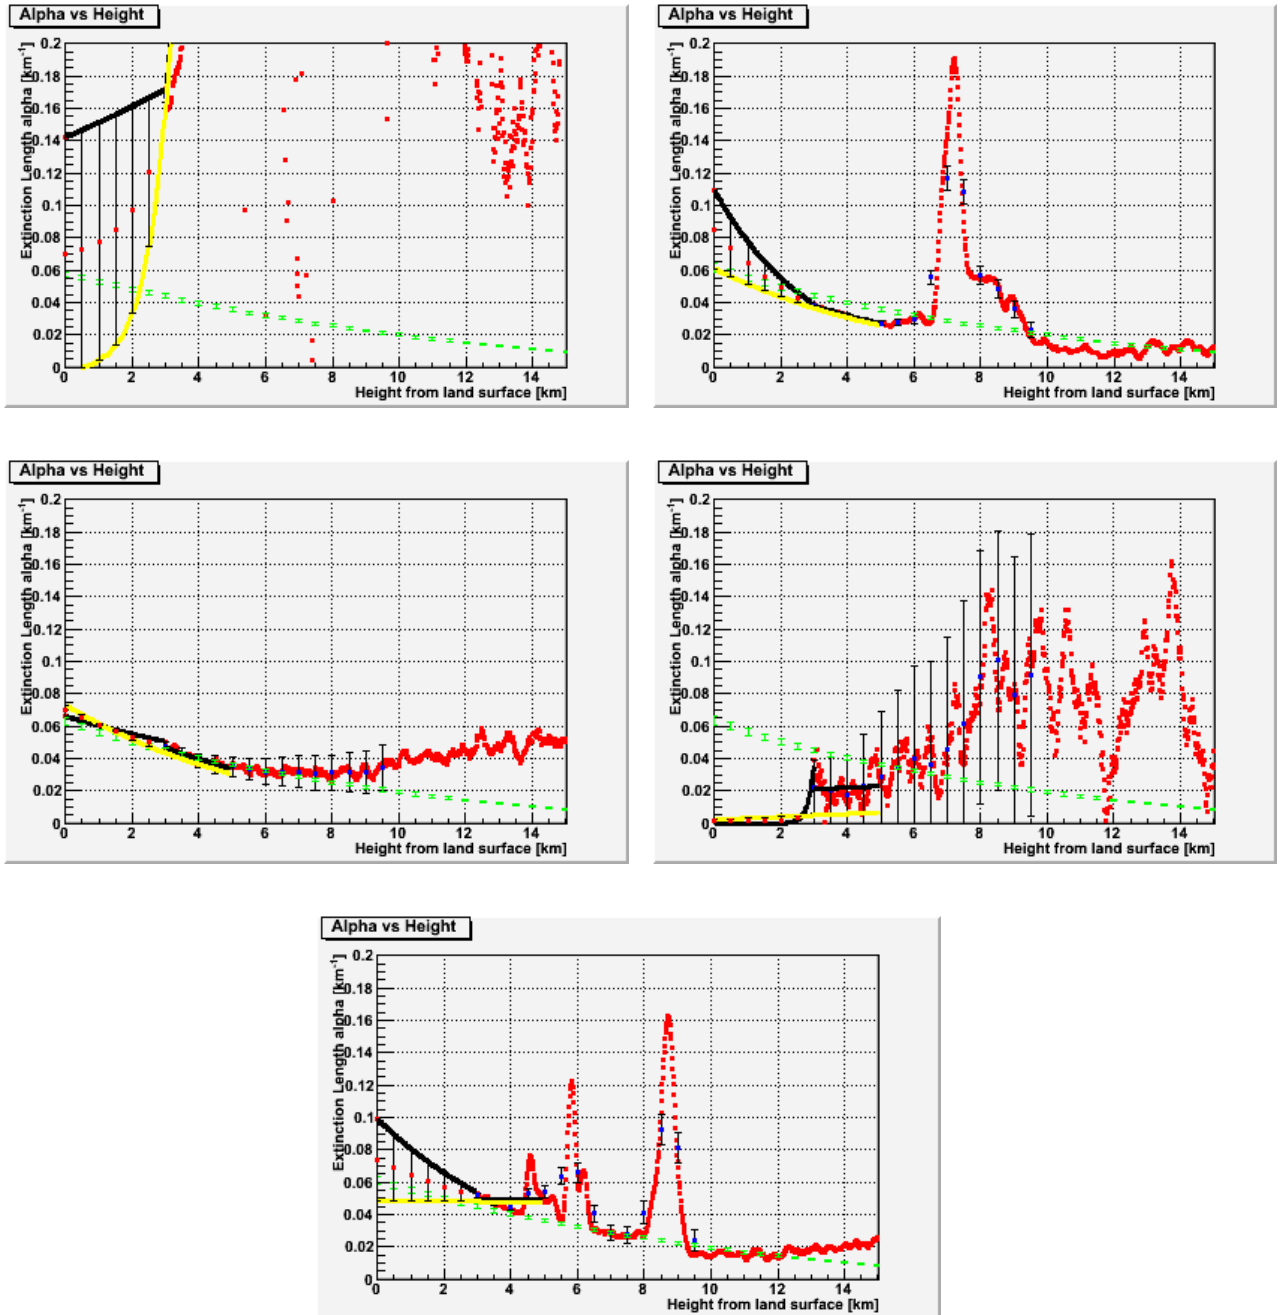 Alpha vs Height
Extinction Length alpha [km⁻¹]
0.2
0.18
0.16
0.14
0.12
0.1
0.08
0.06
0.04
0.02
0
0 2 4 6 8 10 12 14
Height from land surface [km]
Alpha vs Height
Extinction Length alpha [km⁻¹]
0.2
0.18
0.16
0.14
0.12
0.1
0.08
0.06
0.04
0.02
0
0 2 4 6 8 10 12 14
Height from land surface [km]
Alpha vs Height
Extinction Length alpha [km⁻¹]
0.2
0.18
0.16
0.14
0.12
0.1
0.08
0.06
0.04
0.02
0
0 2 4 6 8 10 12 14
Height from land surface [km]
Alpha vs Height
Extinction Length alpha [km⁻¹]
0.2
0.18
0.16
0.14
0.12
0.1
0.08
0.06
0.04
0.02
0
0 2 4 6 8 10 12 14
Height from land surface [km]
Alpha vs Height
Extinction Length alpha [km⁻¹]
0.2
0.18
0.16
0.14
0.12
0.1
0.08
0.06
0.04
0.02
0
0 2 4 6 8 10 12 14
Height from land surface [km]